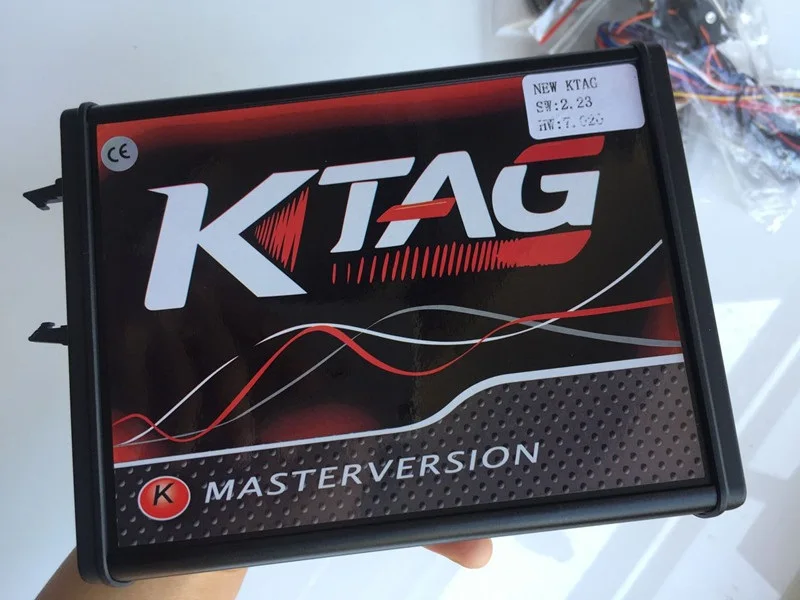 CE
NEW KTAG
SW:2.23
HW:7.020
KTAG
K MASTERVERSION